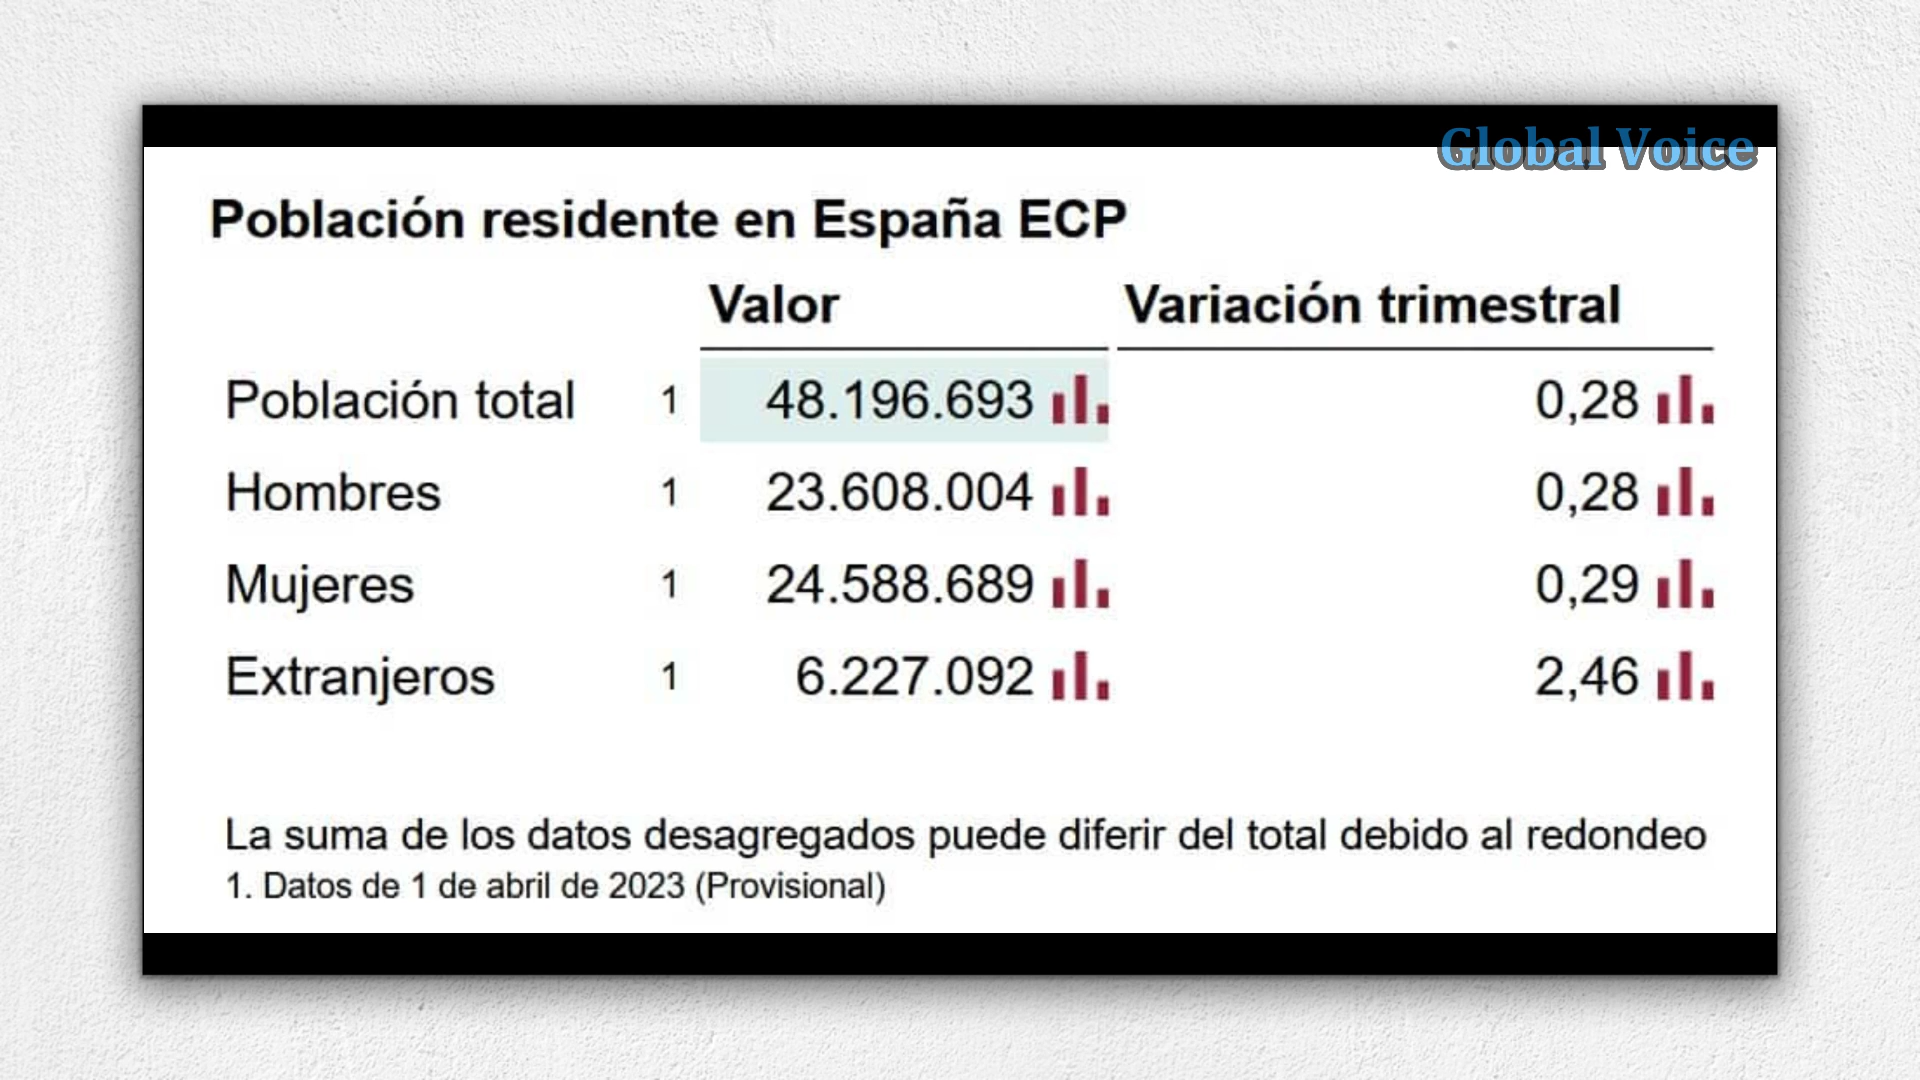 Global Voice
Población residente en España ECP
Valor Variación trimestral
Población total 1 48.196.693 0,28
Hombres 1 23.608.004 0,28
Mujeres 1 24.588.689 0,29
Extranjeros 1 6.227.092 2,46
La suma de los datos desagregados puede diferir del total debido al redondeo
1. Datos de 1 de abril de 2023 (Provisional)